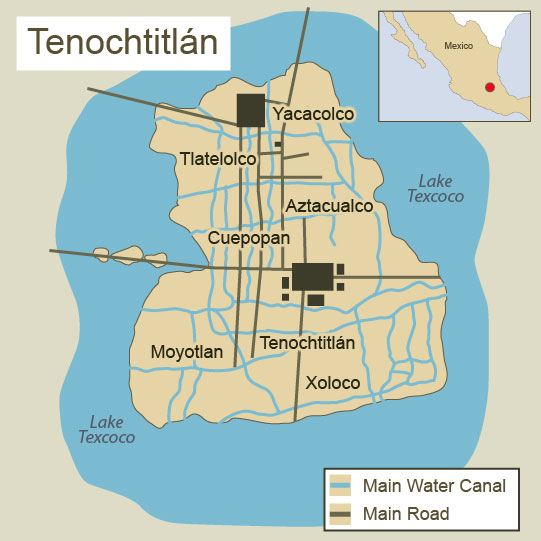 Tenochtitlán
Mexico
Yacacolco
Tlatelolco
Lake
Texcoco
Aztacualco
Cuepopan
Tenochtitlán
Moyotlan
Xoloco
Lake
Texcoco
Main Water Canal
Main Road